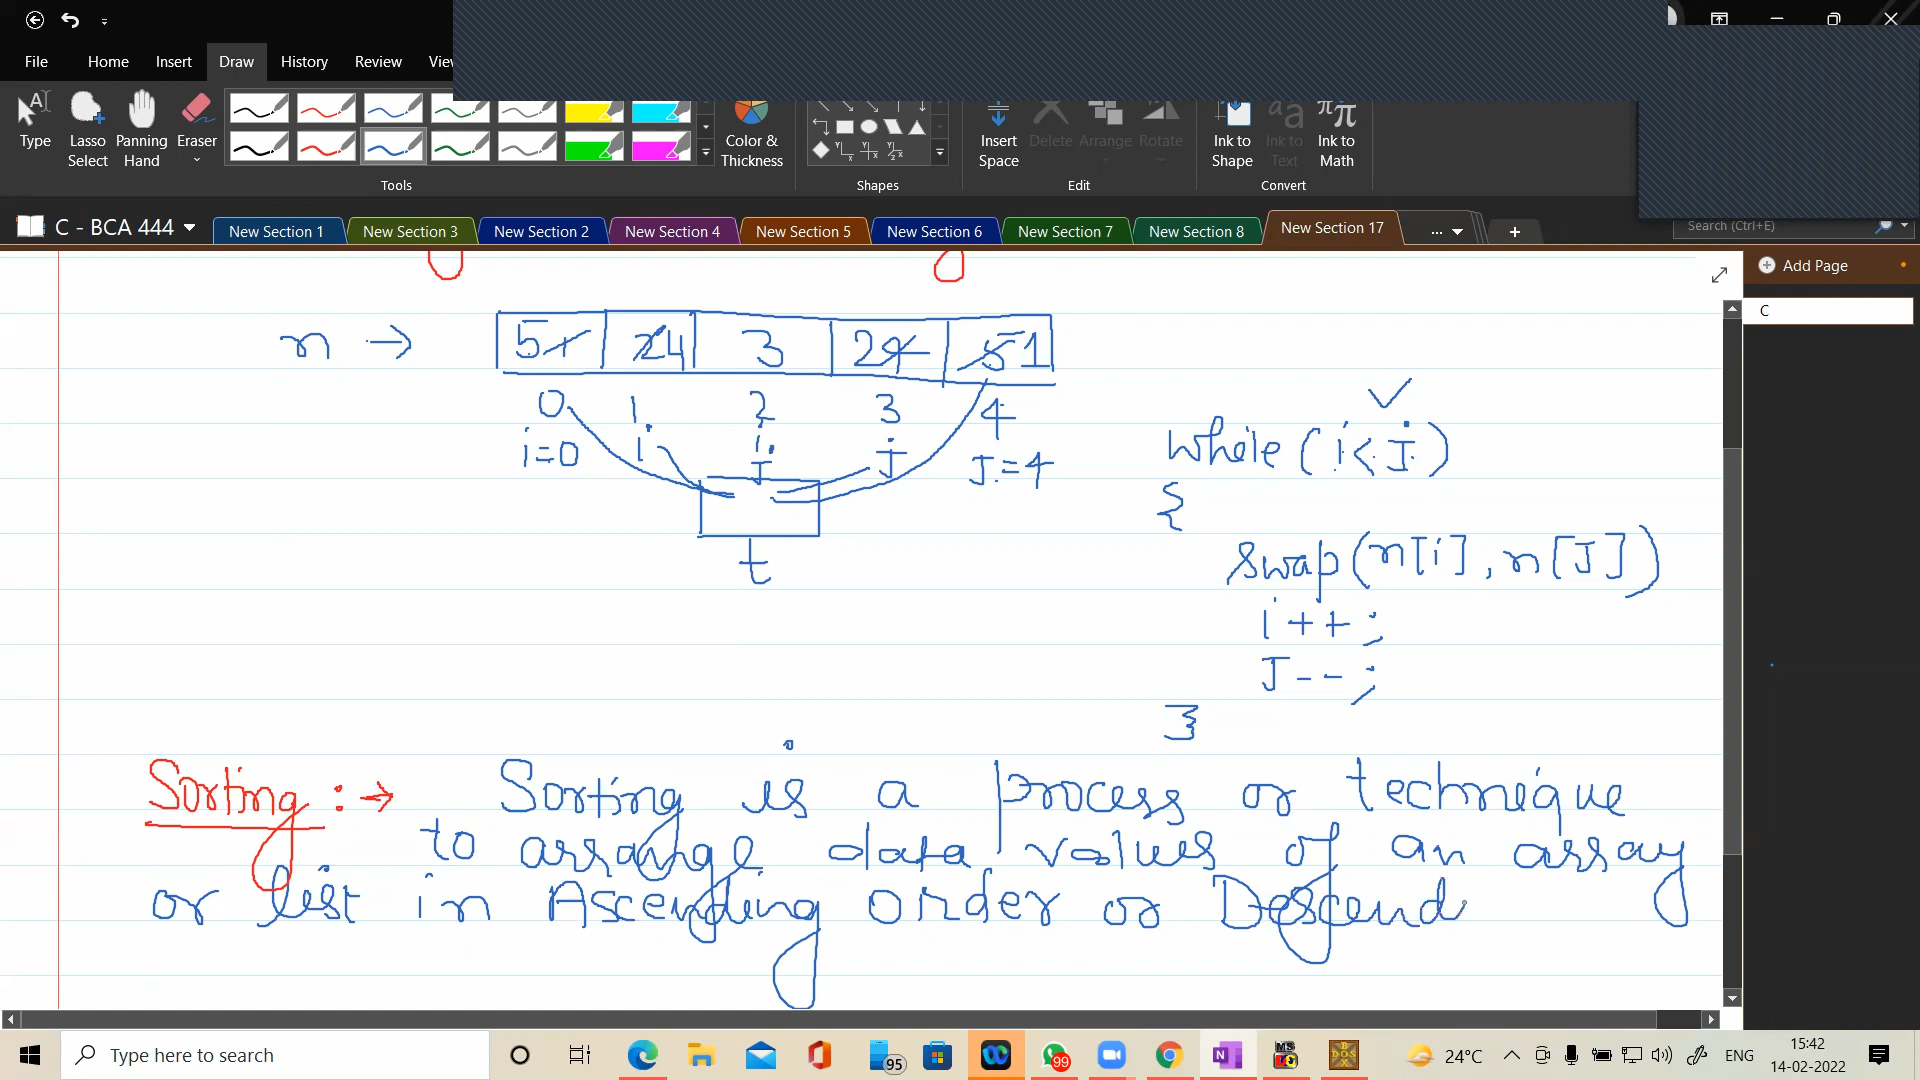 File Home Insert Draw History Review
Type Lasso Select Panning Hand Eraser Color & Thickness Insert Space Delete Arrange Rotate Ink to Shape Ink to Text Ink to Math
Tools Shapes Edit Convert
C - BCA 444 New Section 1 New Section 3 New Section 2 New Section 4 New Section 5 New Section 6 New Section 7 New Section 8 New Section 17 ... + Search (Ctrl+E)
Add Page
C
n → 51 24 3 24 51
0 1 2 3 4
i=0 i i J J J=4
t
while (i<J)
{
swap(n[i], n[J])
i++;
J--;
}
Sorting :→ Sorting is a process or technique
to arrange data values of an array
or list in Ascending order or Descend
Type here to search 95 99 24°C ENG 15:42
14-02-2022